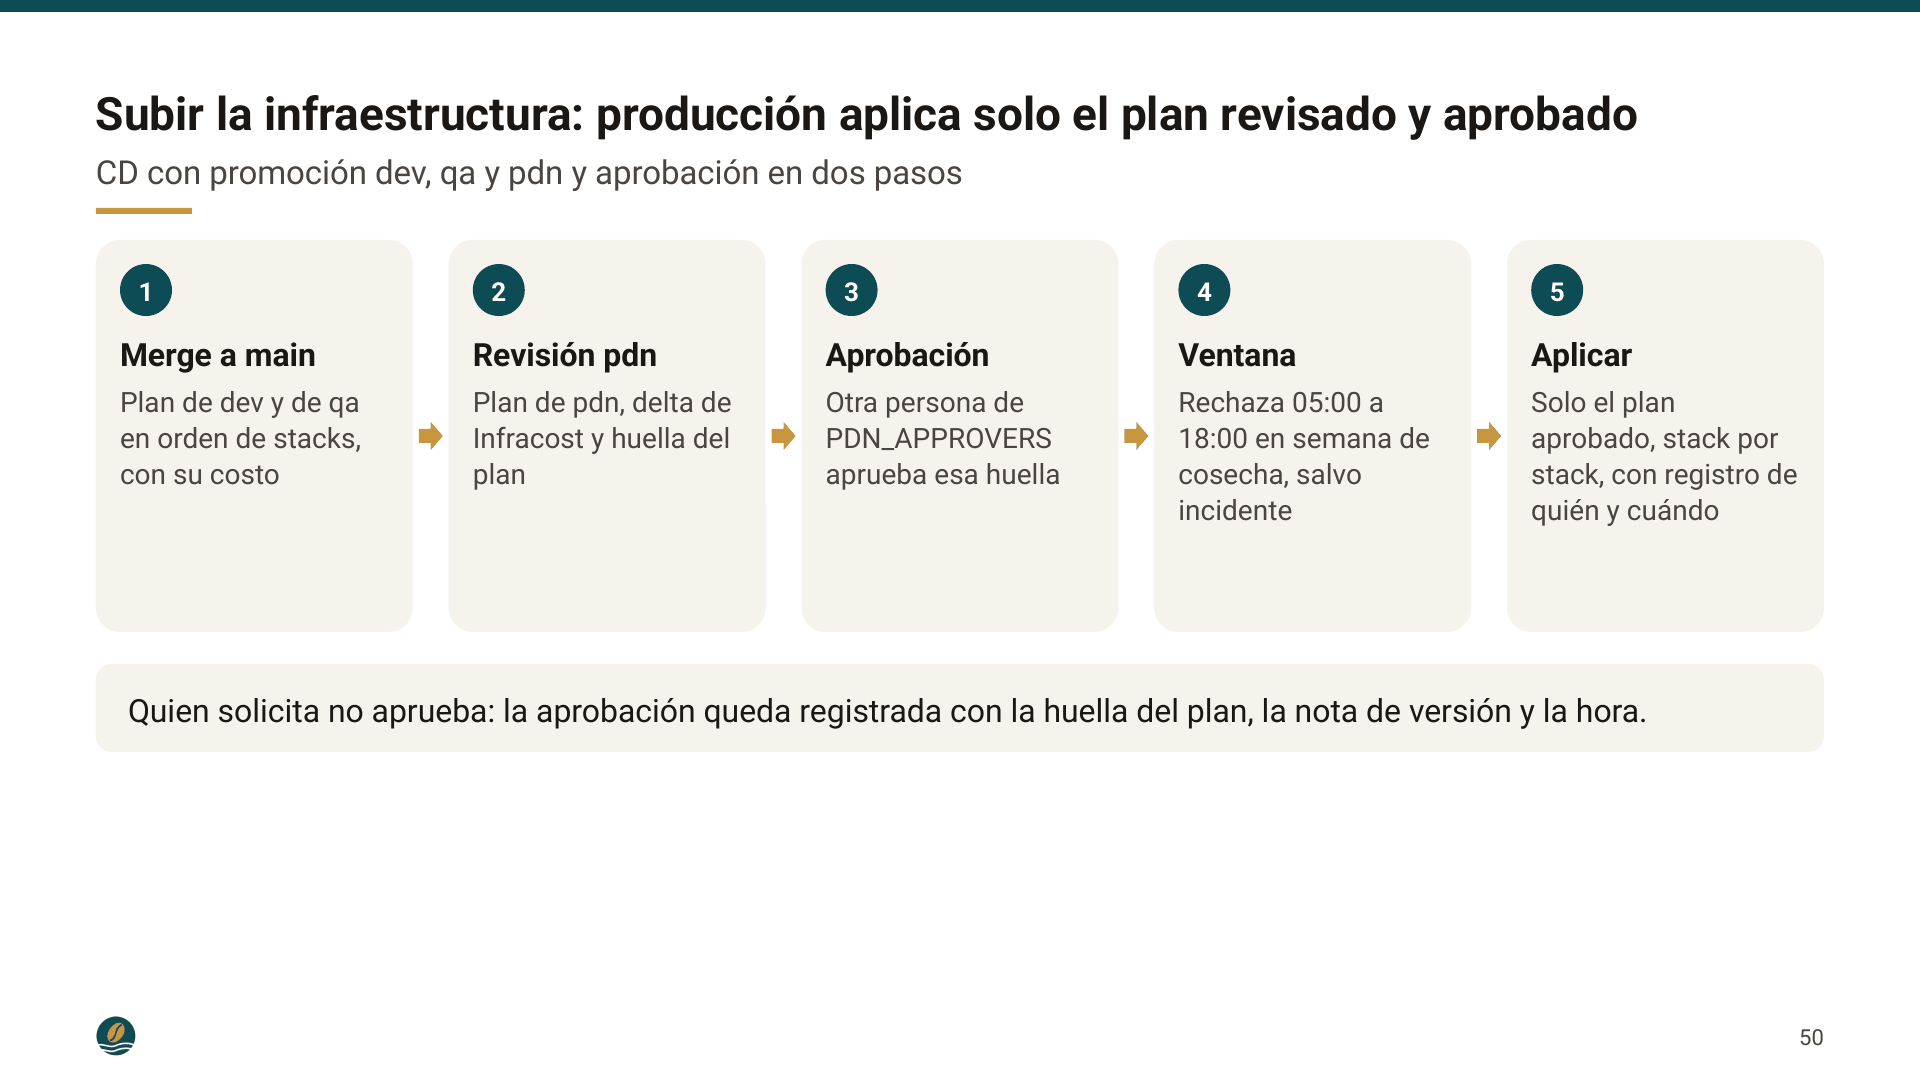 Subir la infraestructura: producción aplica solo el plan revisado y aprobado
CD con promoción dev, qa y pdn y aprobación en dos pasos
1
Merge a main
Plan de dev y de qa
en orden de stacks,
con su costo
2
Revisión pdn
Plan de pdn, delta de
Infracost y huella del
plan
3
Aprobación
Otra persona de
PDN_APPROVERS
aprueba esa huella
4
Ventana
Rechaza 05:00 a
18:00 en semana de
cosecha, salvo
incidente
5
Aplicar
Solo el plan
aprobado, stack por
stack, con registro de
quién y cuándo
Quien solicita no aprueba: la aprobación queda registrada con la huella del plan, la nota de versión y la hora.
50